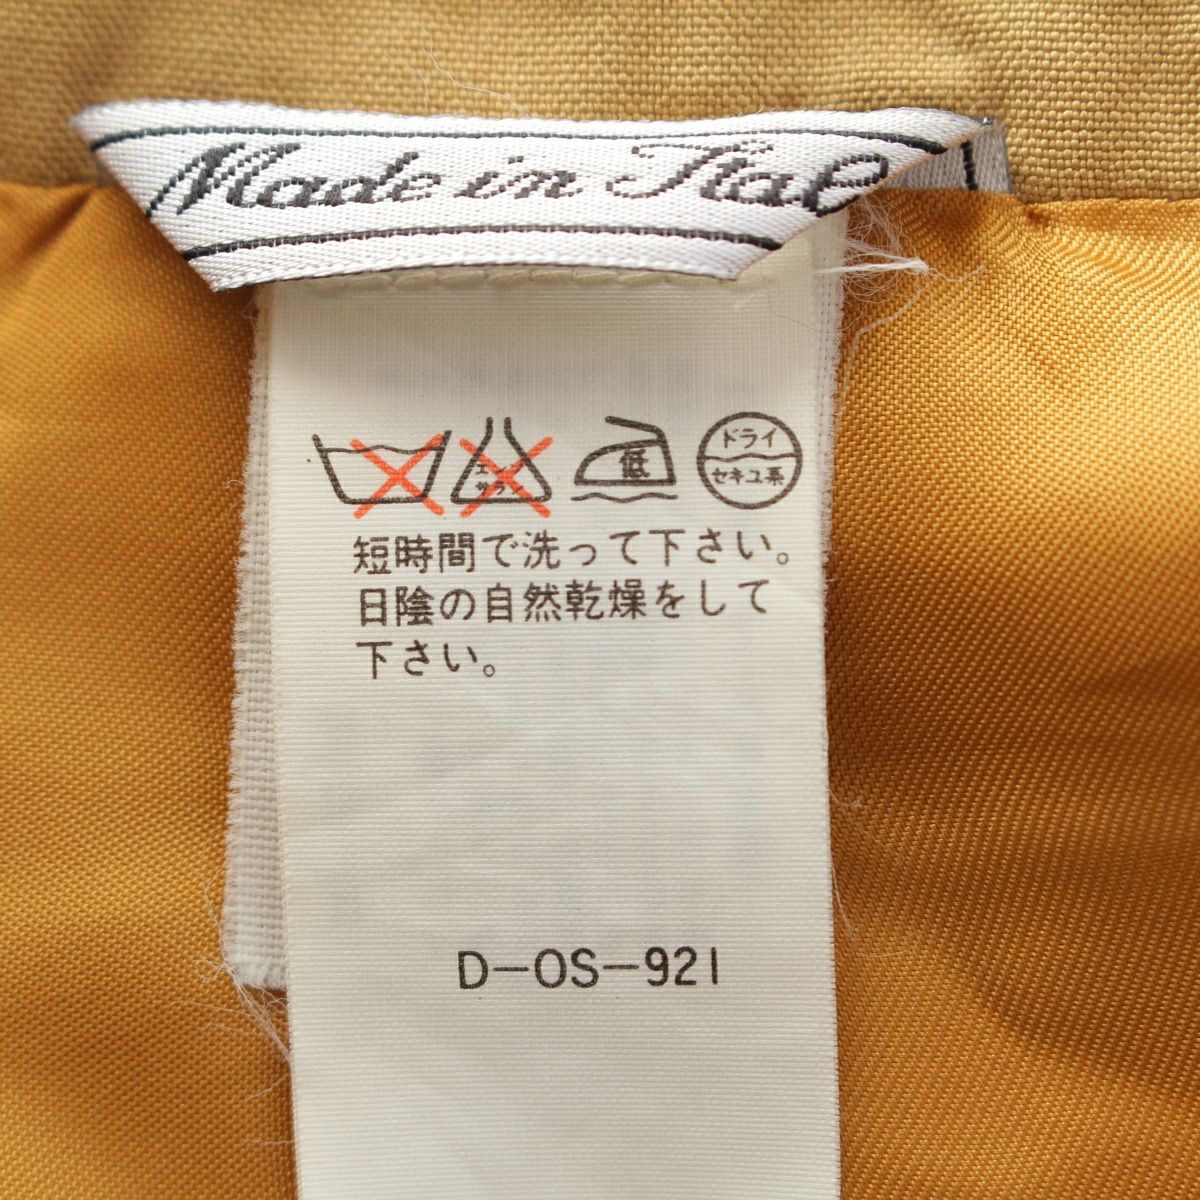 Made in Ital
低
ドライ
セキユ系
短時間で洗って下さい。
日陰の自然乾燥をして
下さい。
D-OS-921